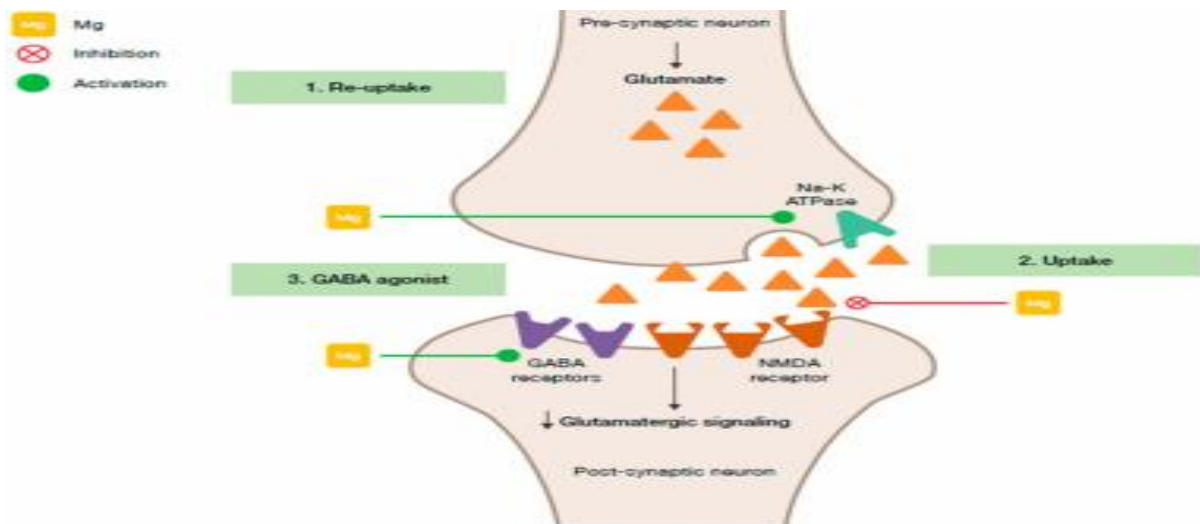 Mg Mg
Inhibition
Activation
Pre-synaptic neuron
Glutamate
1. Re-uptake
Na-K
ATPase
Mg
2. Uptake
3. GABA agonist
Mg
Mg
GABA
receptors
NMDA
receptor
↓ Glutamatergic signaling
Post-synaptic neuron